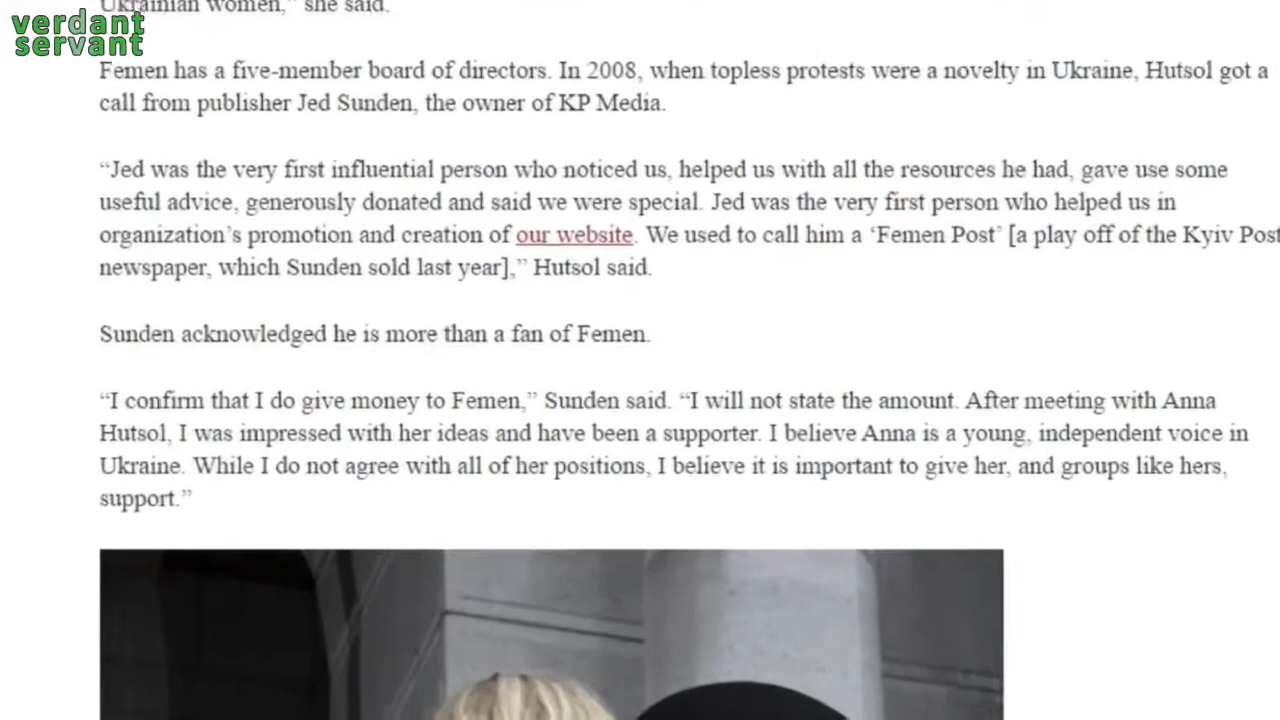 Ukrainian women,” she said.
verdant
servant
Femen has a five-member board of directors. In 2008, when topless protests were a novelty in Ukraine, Hutsol got a
call from publisher Jed Sunden, the owner of KP Media.
“Jed was the very first influential person who noticed us, helped us with all the resources he had, gave use some
useful advice, generously donated and said we were special. Jed was the very first person who helped us in
organization’s promotion and creation of our website. We used to call him a ‘Femen Post’ [a play off of the Kyiv Post
newspaper, which Sunden sold last year],” Hutsol said.
Sunden acknowledged he is more than a fan of Femen.
“I confirm that I do give money to Femen,” Sunden said. “I will not state the amount. After meeting with Anna
Hutsol, I was impressed with her ideas and have been a supporter. I believe Anna is a young, independent voice in
Ukraine. While I do not agree with all of her positions, I believe it is important to give her, and groups like hers,
support.”